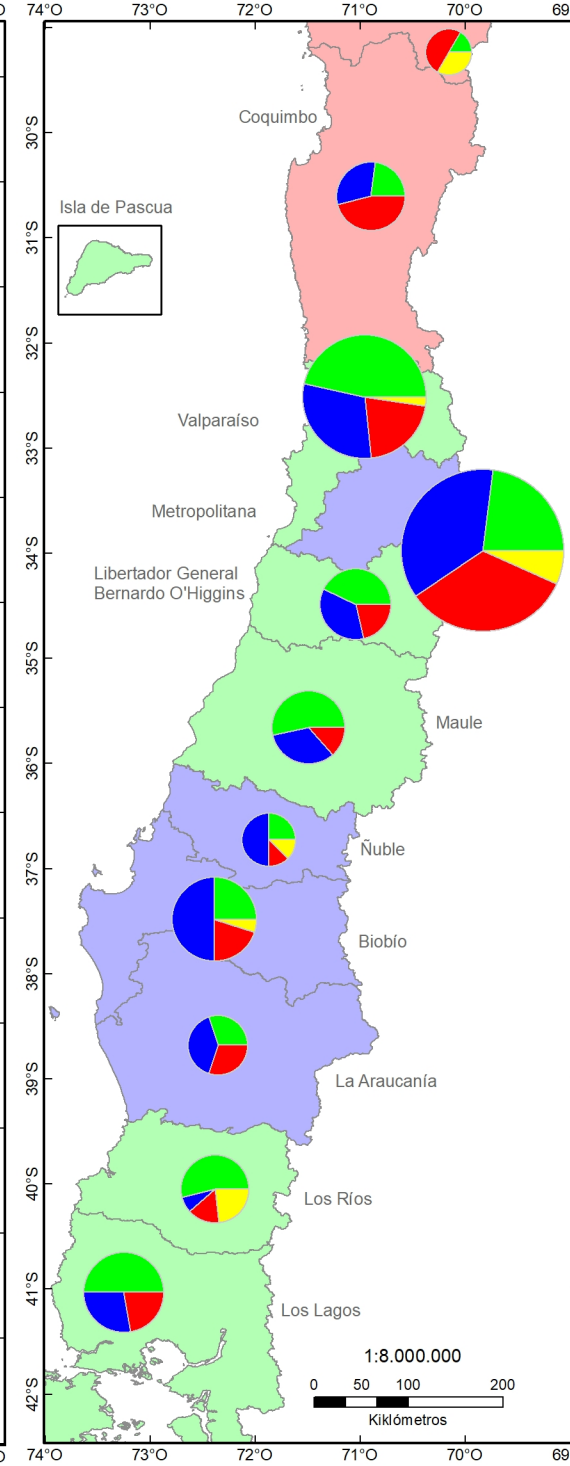 74°O 73°O 72°O 71°O 70°O 69
Coquimbo
30°S
Isla de Pascua
31°S
32°S
Valparaíso
33°S
Metropolitana
34°S
Libertador General
Bernardo O'Higgins
35°S
Maule
36°S
Ñuble
37°S
Biobío
38°S
La Araucanía
39°S
40°S
Los Ríos
41°S
Los Lagos
1:8.000.000
0 50 100 200
Kiklómetros
42°S
74°O 73°O 72°O 71°O 70°O 69